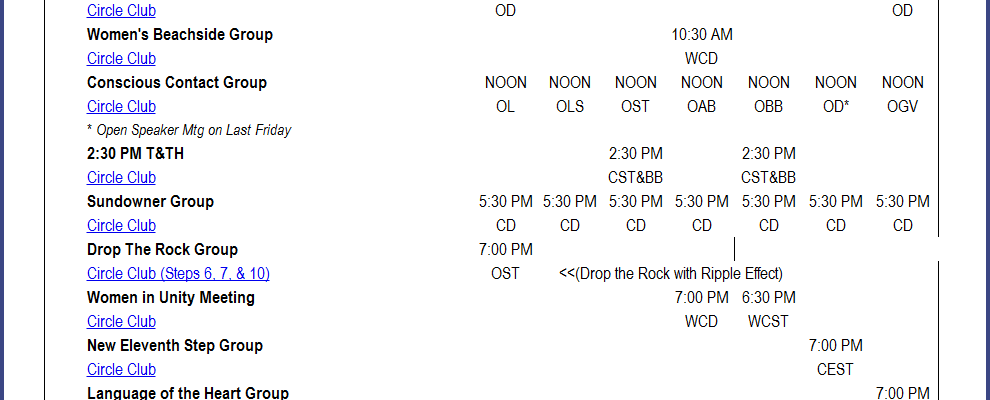 Circle Club OD OD
Women's Beachside Group 10:30 AM
Circle Club WCD
Conscious Contact Group NOON NOON NOON NOON NOON NOON NOON
Circle Club OL OLS OST OAB OBB OD* OGV
* Open Speaker Mtg on Last Friday
2:30 PM T&TH 2:30 PM 2:30 PM
Circle Club CST&BB CST&BB
Sundowner Group 5:30 PM 5:30 PM 5:30 PM 5:30 PM 5:30 PM 5:30 PM 5:30 PM
Circle Club CD CD CD CD CD CD CD
Drop The Rock Group 7:00 PM
Circle Club (Steps 6, 7, & 10) OST <<(Drop the Rock with Ripple Effect)
Women in Unity Meeting 7:00 PM 6:30 PM
Circle Club WCD WCST
New Eleventh Step Group 7:00 PM
Circle Club CEST
Language of the Heart Group 7:00 PM